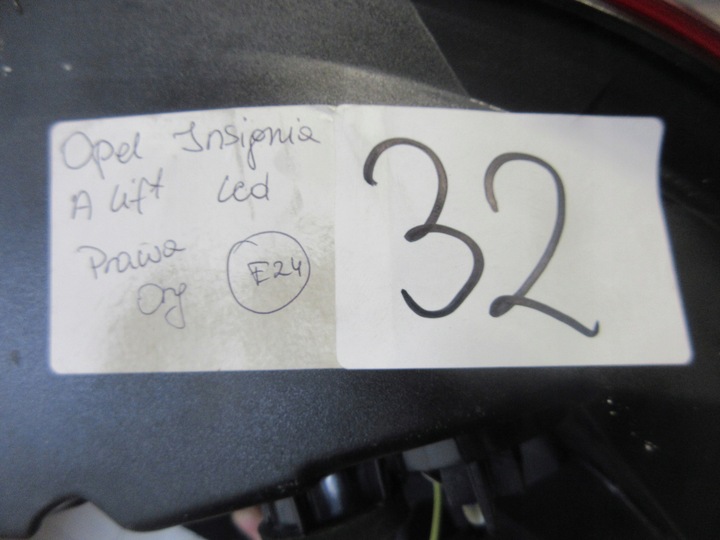 Opel Insignia
A lift led
Prawa
Org
E24
32